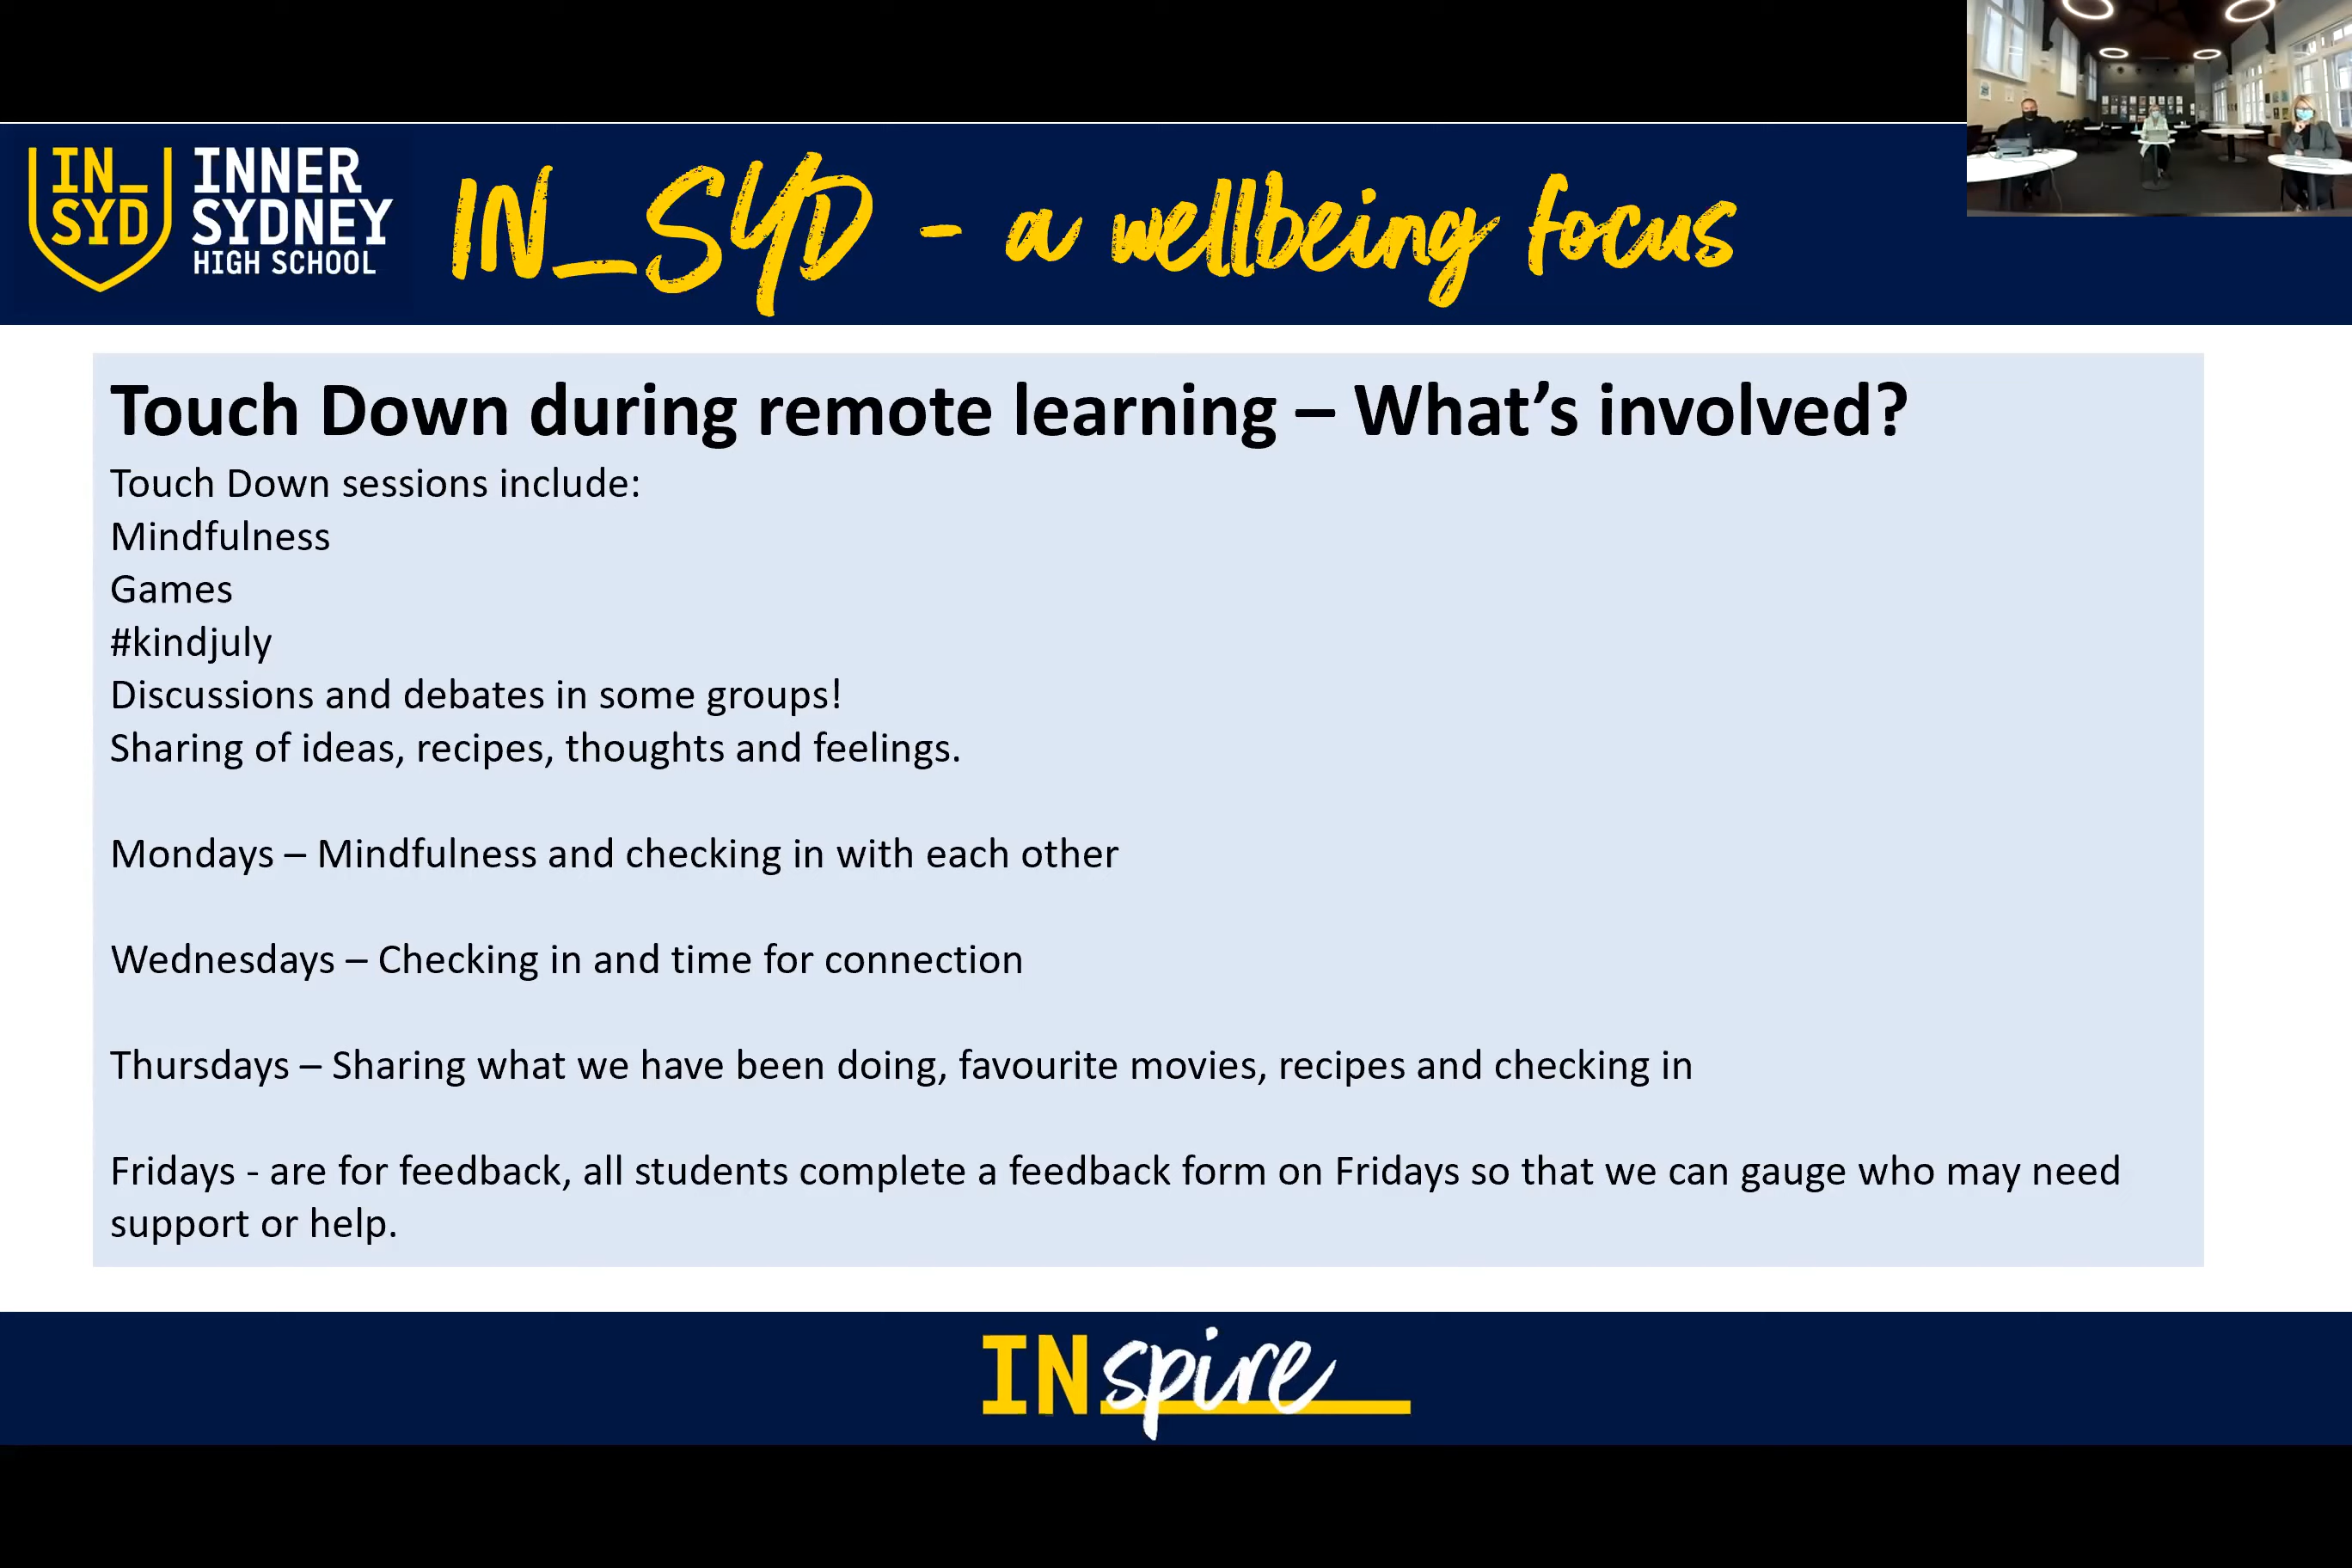 IN_
SYD
INNER
SYDNEY
HIGH SCHOOL
IN_SYD - a wellbeing focus
Touch Down during remote learning – What’s involved?
Touch Down sessions include:
Mindfulness
Games
#kindjuly
Discussions and debates in some groups!
Sharing of ideas, recipes, thoughts and feelings.
Mondays – Mindfulness and checking in with each other
Wednesdays – Checking in and time for connection
Thursdays – Sharing what we have been doing, favourite movies, recipes and checking in
Fridays - are for feedback, all students complete a feedback form on Fridays so that we can gauge who may need
support or help.
INspire